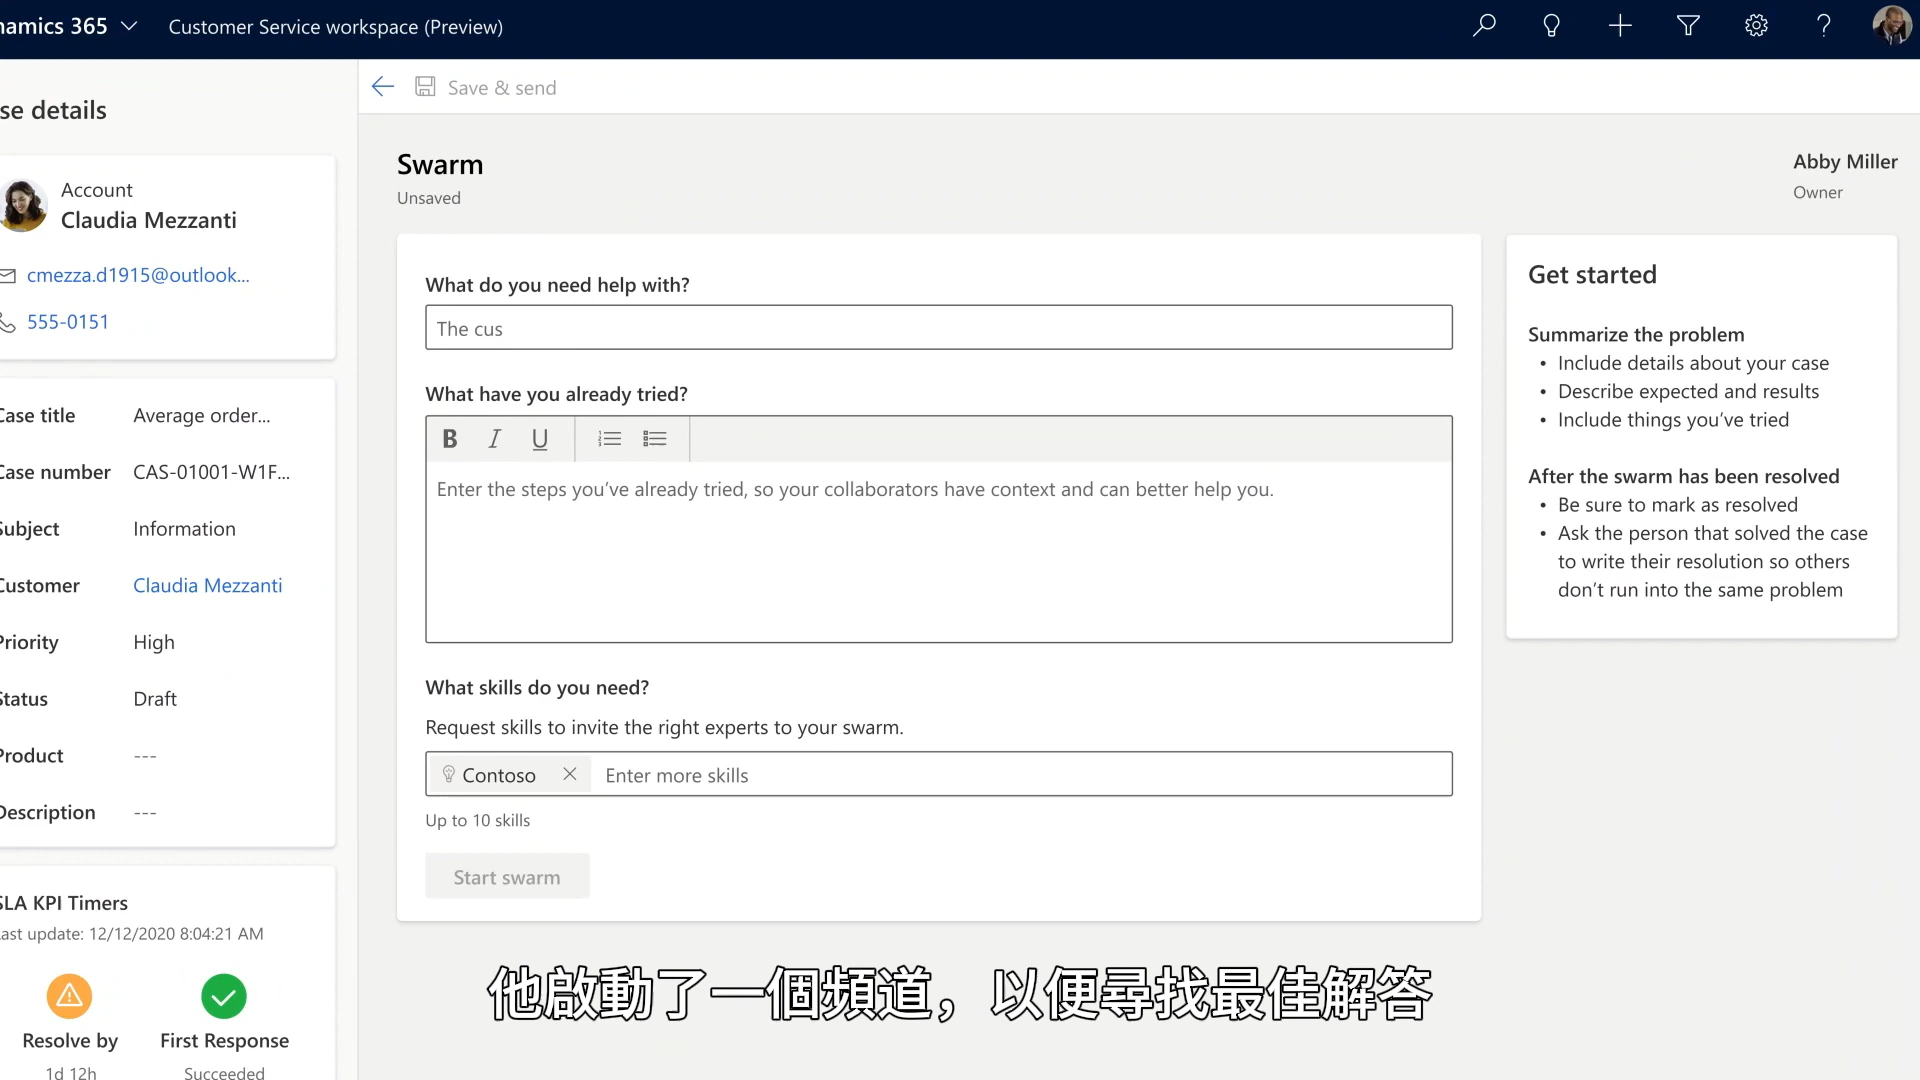 namics 365
Customer Service workspace (Preview)
Save & send
se details
Account
Claudia Mezzanti
cmezza.d1915@outlook...
555-0151
Case title Average order...
Case number CAS-01001-W1F...
Subject Information
Customer Claudia Mezzanti
Priority High
Status Draft
Product ---
Description ---
SLA KPI Timers
Last update: 12/12/2020 8:04:21 AM
Resolve by
1d 12h
First Response
Succeeded
Swarm
Unsaved
Abby Miller
Owner
What do you need help with?
The cus
What have you already tried?
B I U
Enter the steps you’ve already tried, so your collaborators have context and can better help you.
What skills do you need?
Request skills to invite the right experts to your swarm.
Contoso Enter more skills
Up to 10 skills
Start swarm
Get started
Summarize the problem
• Include details about your case
• Describe expected and results
• Include things you’ve tried
After the swarm has been resolved
• Be sure to mark as resolved
• Ask the person that solved the case
to write their resolution so others
don’t run into the same problem
他啟動了一個頻道，以便尋找最佳解答